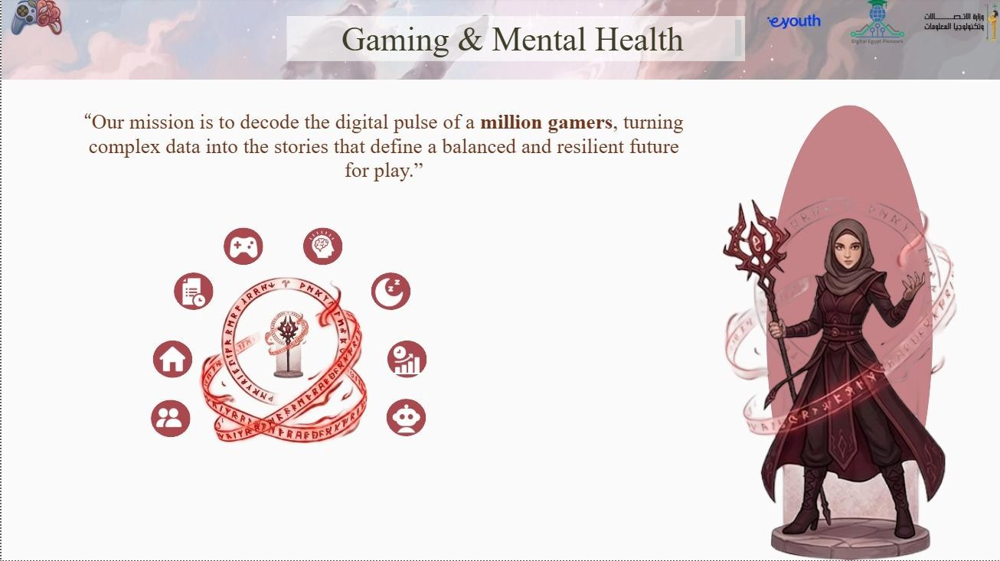 Gaming & Mental Health
eyouth
Digital Egypt Pioneers
وزارة الاتصالات
وتكنولوجيا المعلومات
“Our mission is to decode the digital pulse of a million gamers, turning
complex data into the stories that define a balanced and resilient future
for play.”
z z